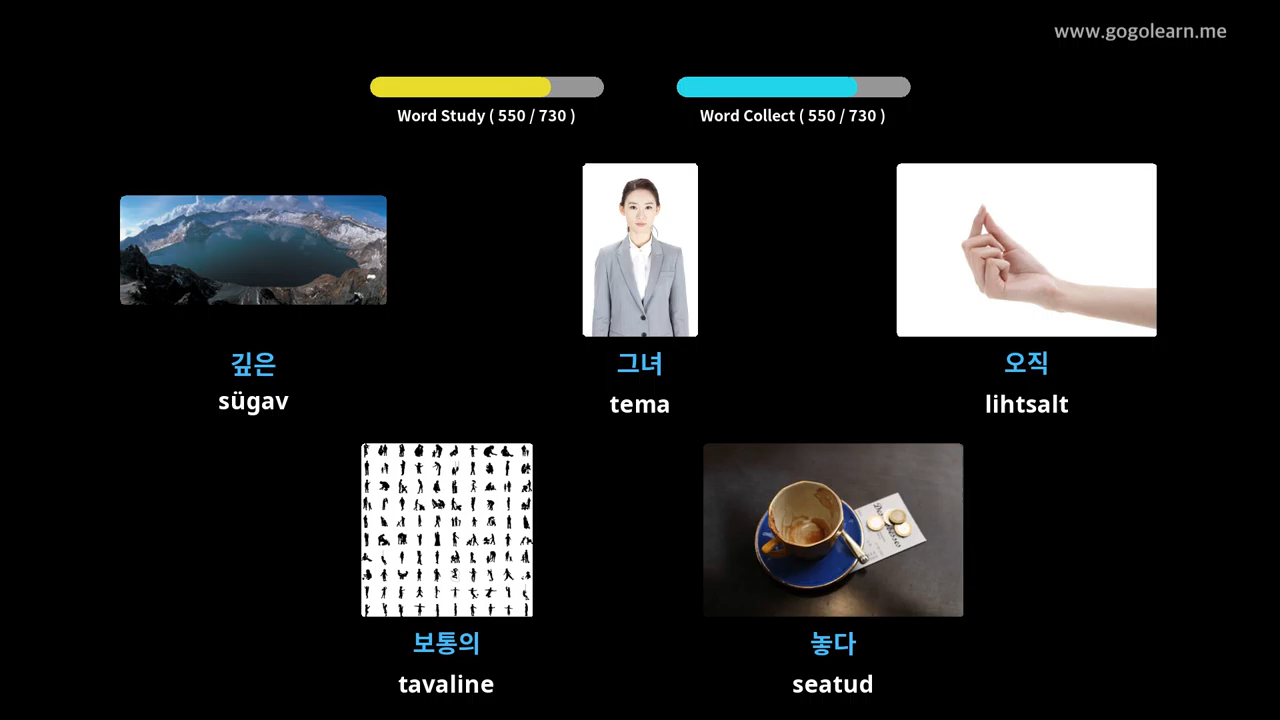 www.gogolearn.me
Word Study ( 550 / 730 )
Word Collect ( 550 / 730 )
깊은
sügav
그녀
tema
오직
lihtsalt
보통의
tavaline
놓다
seatud